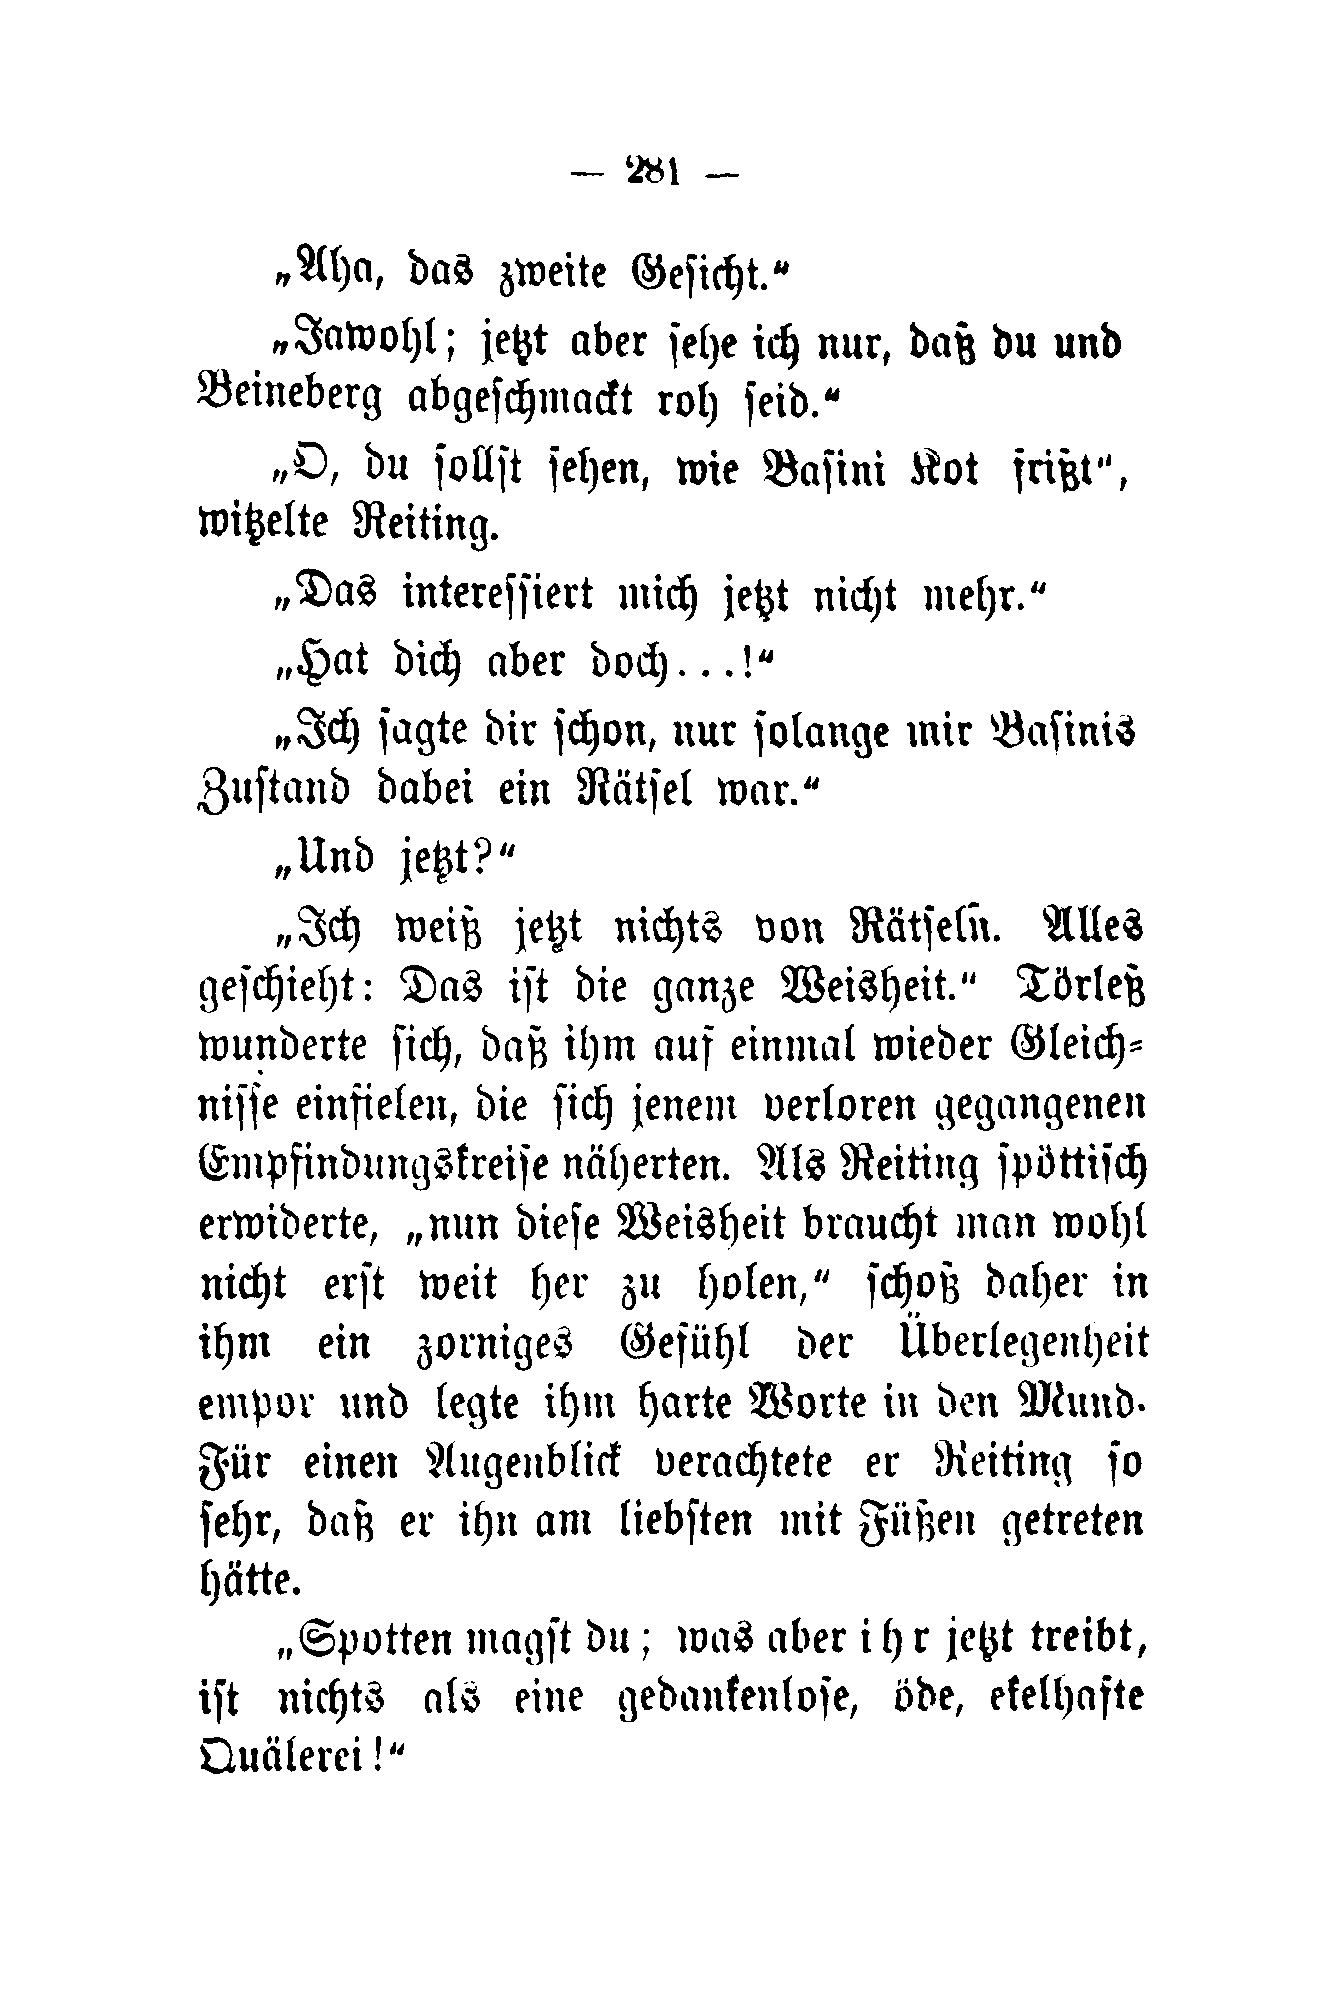 — 281 —
„Aha, das zweite Gesicht.“
„Jawohl; jetzt aber sehe ich nur, daß du und
Beineberg abgeschmackt roh seid.“
„O, du sollst sehen, wie Basini Kot frißt“,
witzelte Reiting.
„Das interessiert mich jetzt nicht mehr.“
„Hat dich aber doch...!“
„Ich sagte dir schon, nur solange mir Basinis
Zustand dabei ein Rätsel war.“
„Und jetzt?“
„Ich weiß jetzt nichts von Rätseln. Alles
geschieht: Das ist die ganze Weisheit.“ Törleß
wunderte sich, daß ihm auf einmal wieder Gleich-
nisse einfielen, die sich jenem verloren gegangenen
Empfindungskreise näherten. Als Reiting spöttisch
erwiderte, „nun diese Weisheit braucht man wohl
nicht erst weit her zu holen,“ schoß daher in
ihm ein zorniges Gefühl der Überlegenheit
empor und legte ihm harte Worte in den Mund.
Für einen Augenblick verachtete er Reiting so
sehr, daß er ihn am liebsten mit Füßen getreten
hätte.
„Spotten magst du; was aber ihr jetzt treibt,
ist nichts als eine gedankenlose, öde, ekelhafte
Quälerei!“